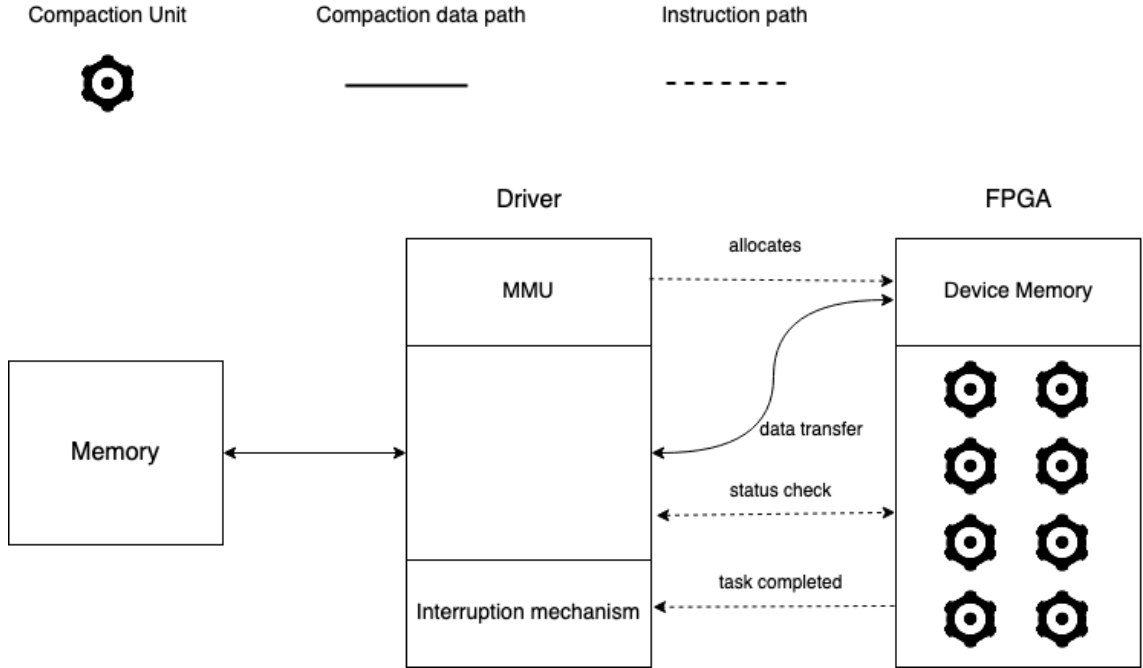 Compaction Unit
Compaction data path
Instruction path
Driver
FPGA
allocates
MMU
Device Memory
Memory
data transfer
status check
task completed
Interruption mechanism